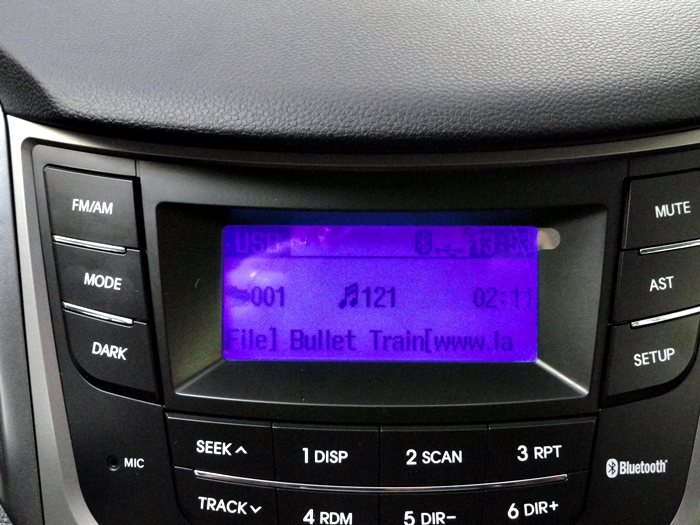 FM/AM
MODE
DARK
MIC
USB
001 121 02:11
File] Bullet Train[www.la
MUTE
AST
SETUP
SEEK 1 DISP 2 SCAN 3 RPT
TRACK 4 RDM 5 DIR- 6 DIR+
Bluetooth